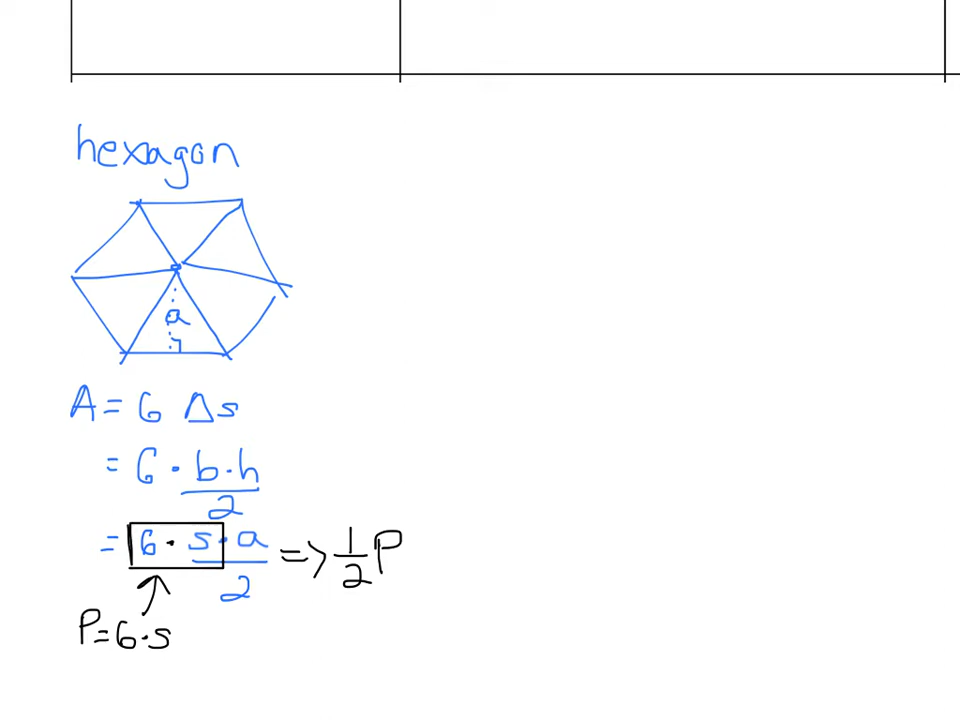 hexagon
a
A = 6 Δs
= 6 · b·h/2
= 6 · s·a/2 => 1/2 P
P=6·s